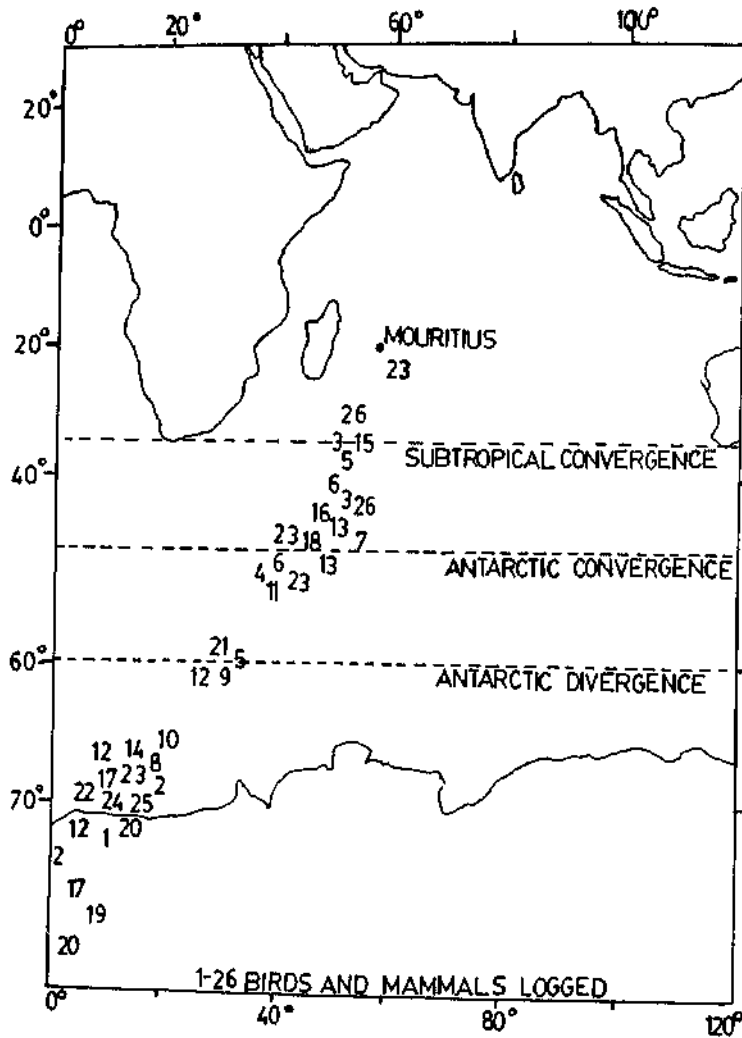 0° 20° 60° 100°
20°
0°
20°
MOURITIUS
23
26
3 15
SUBTROPICAL CONVERGENCE
5
40°
6
3 26
16 13
23 18 7
ANTARCTIC CONVERGENCE
6 13
4 23
11
21 5
60°
12 9
ANTARCTIC DIVERGENCE
12 14 10
8
17 23
22 2
70° 24 25
12 1 20
2
17
19
20
1-26 BIRDS AND MAMMALS LOGGED
0° 40° 80° 120°